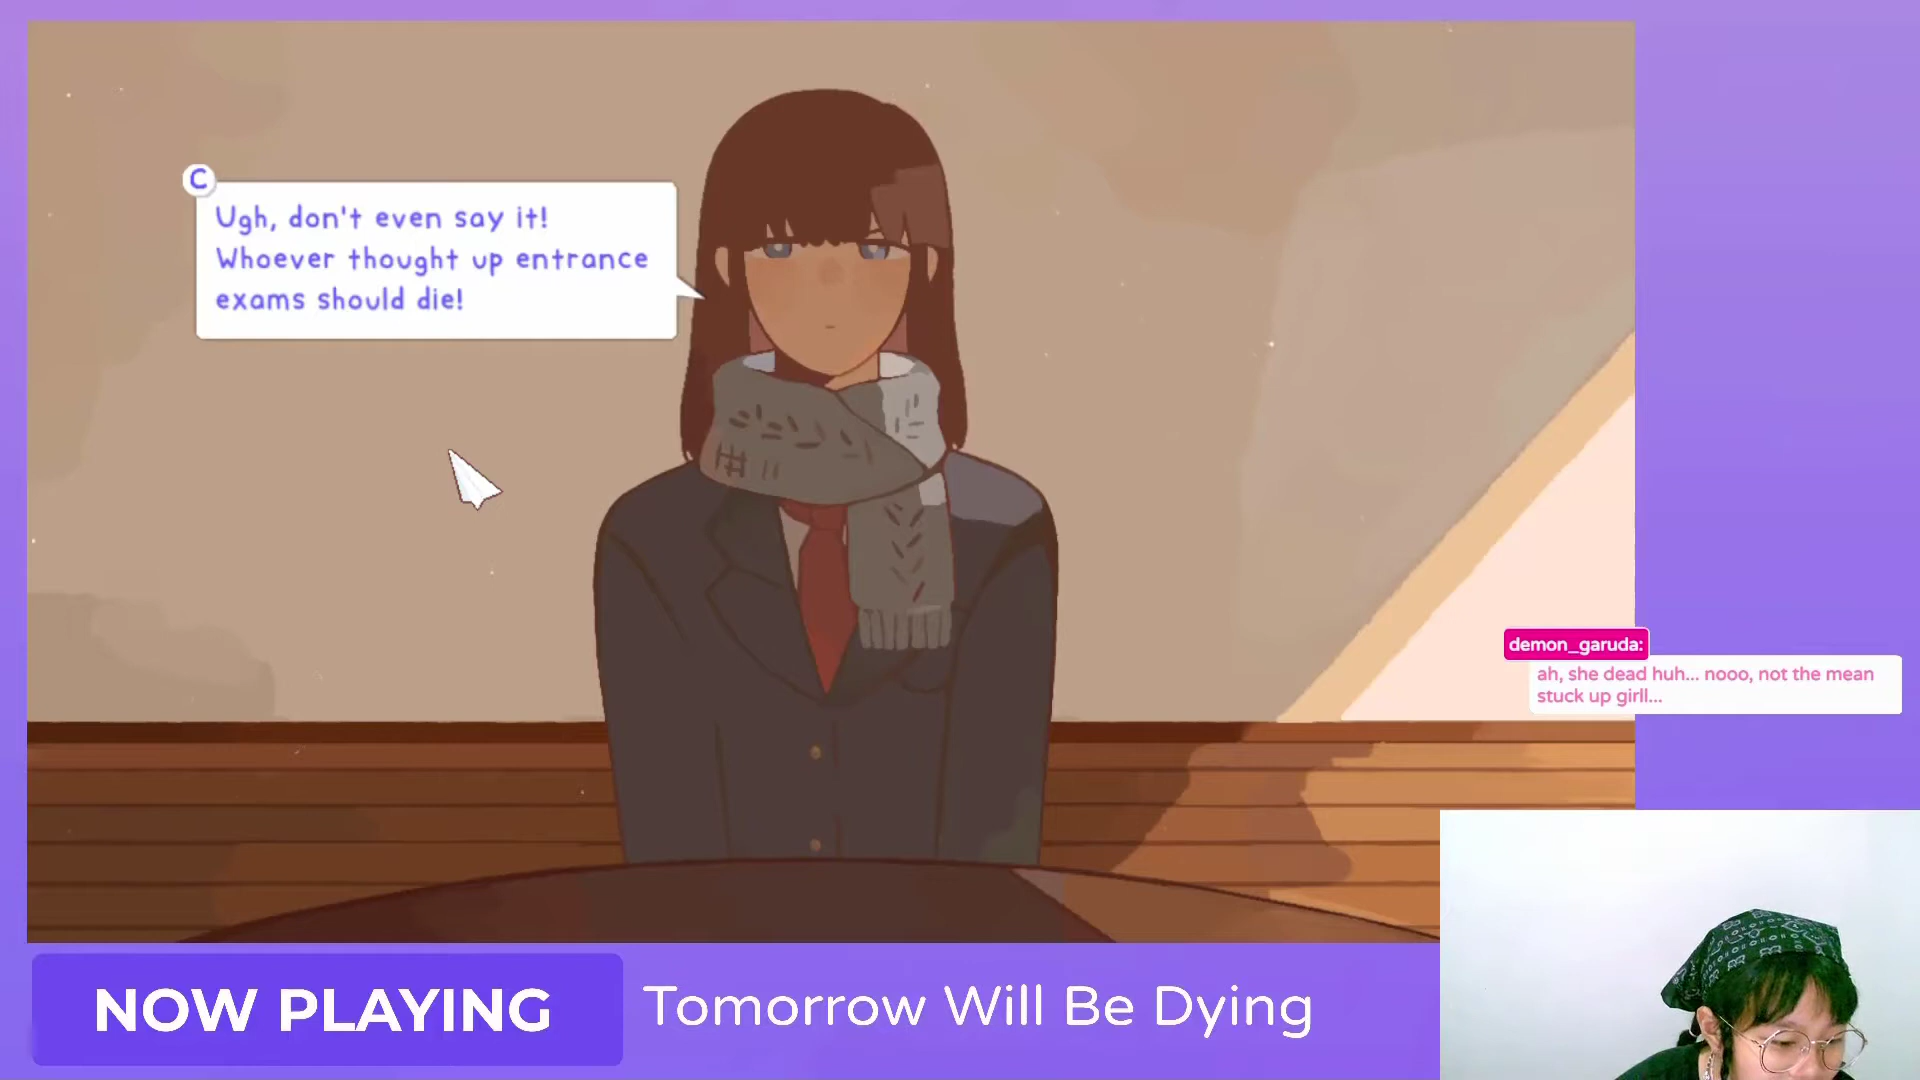 C
Ugh, don't even say it!
Whoever thought up entrance
exams should die!
demon_garuda:
ah, she dead huh... nooo, not the mean
stuck up girll...
NOW PLAYING
Tomorrow Will Be Dying